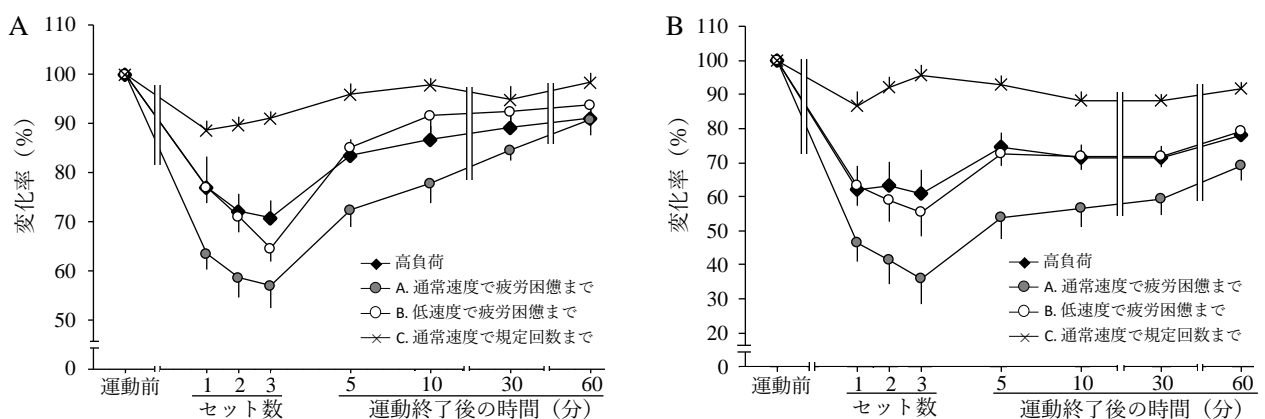 A
110
100
90
80
70
60
50
0
変化率（%）
高負荷
A. 通常速度で疲労困憊まで
B. 低速度で疲労困憊まで
C. 通常速度で規定回数まで
運動前 1 2 3 5 10 30 60
セット数 運動終了後の時間（分）
B
110
100
90
80
70
60
50
40
30
20
0
変化率（%）
高負荷
A. 通常速度で疲労困憊まで
B. 低速度で疲労困憊まで
C. 通常速度で規定回数まで
運動前 1 2 3 5 10 30 60
セット数 運動終了後の時間（分）